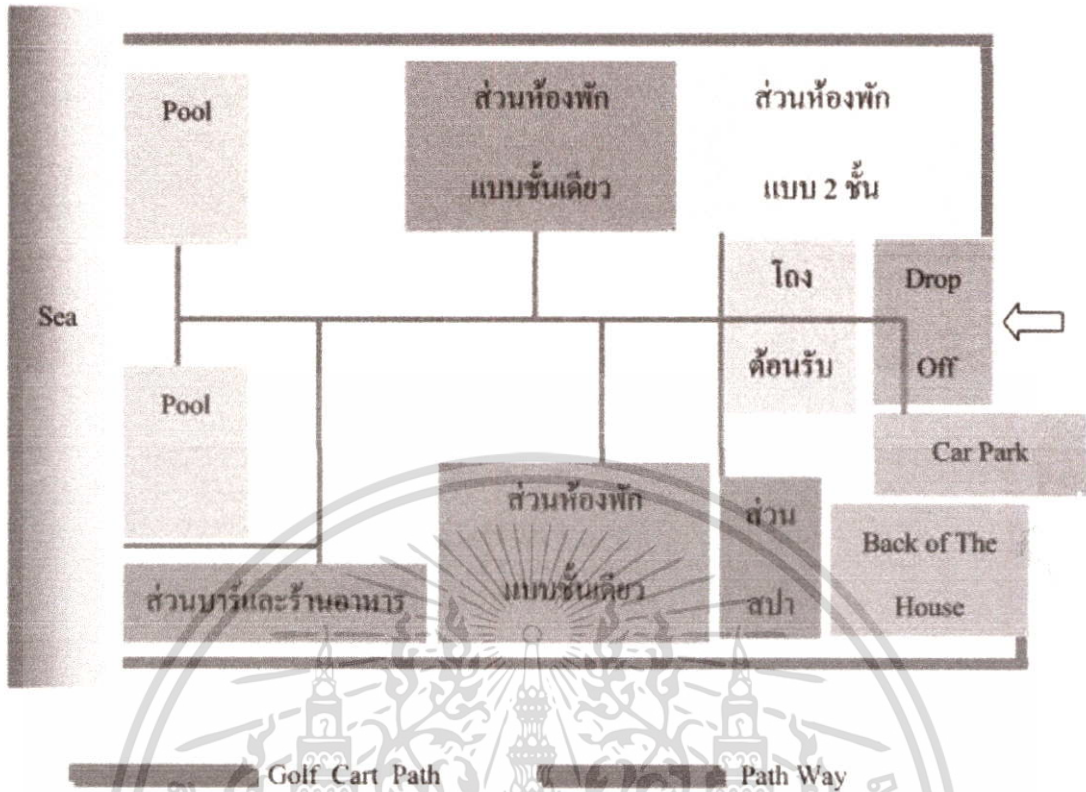 Pool
ส่วนห้องพัก
แบบชั้นเดียว
ส่วนห้องพัก
แบบ 2 ชั้น
Sea
โถง
ต้อนรับ
Drop
Off
Pool
Car Park
ส่วนห้องพัก
แบบชั้นเดียว
ส่วน
สปา
Back of The
House
ส่วนบาร์และร้านอาหาร
Golf Cart Path
Path Way